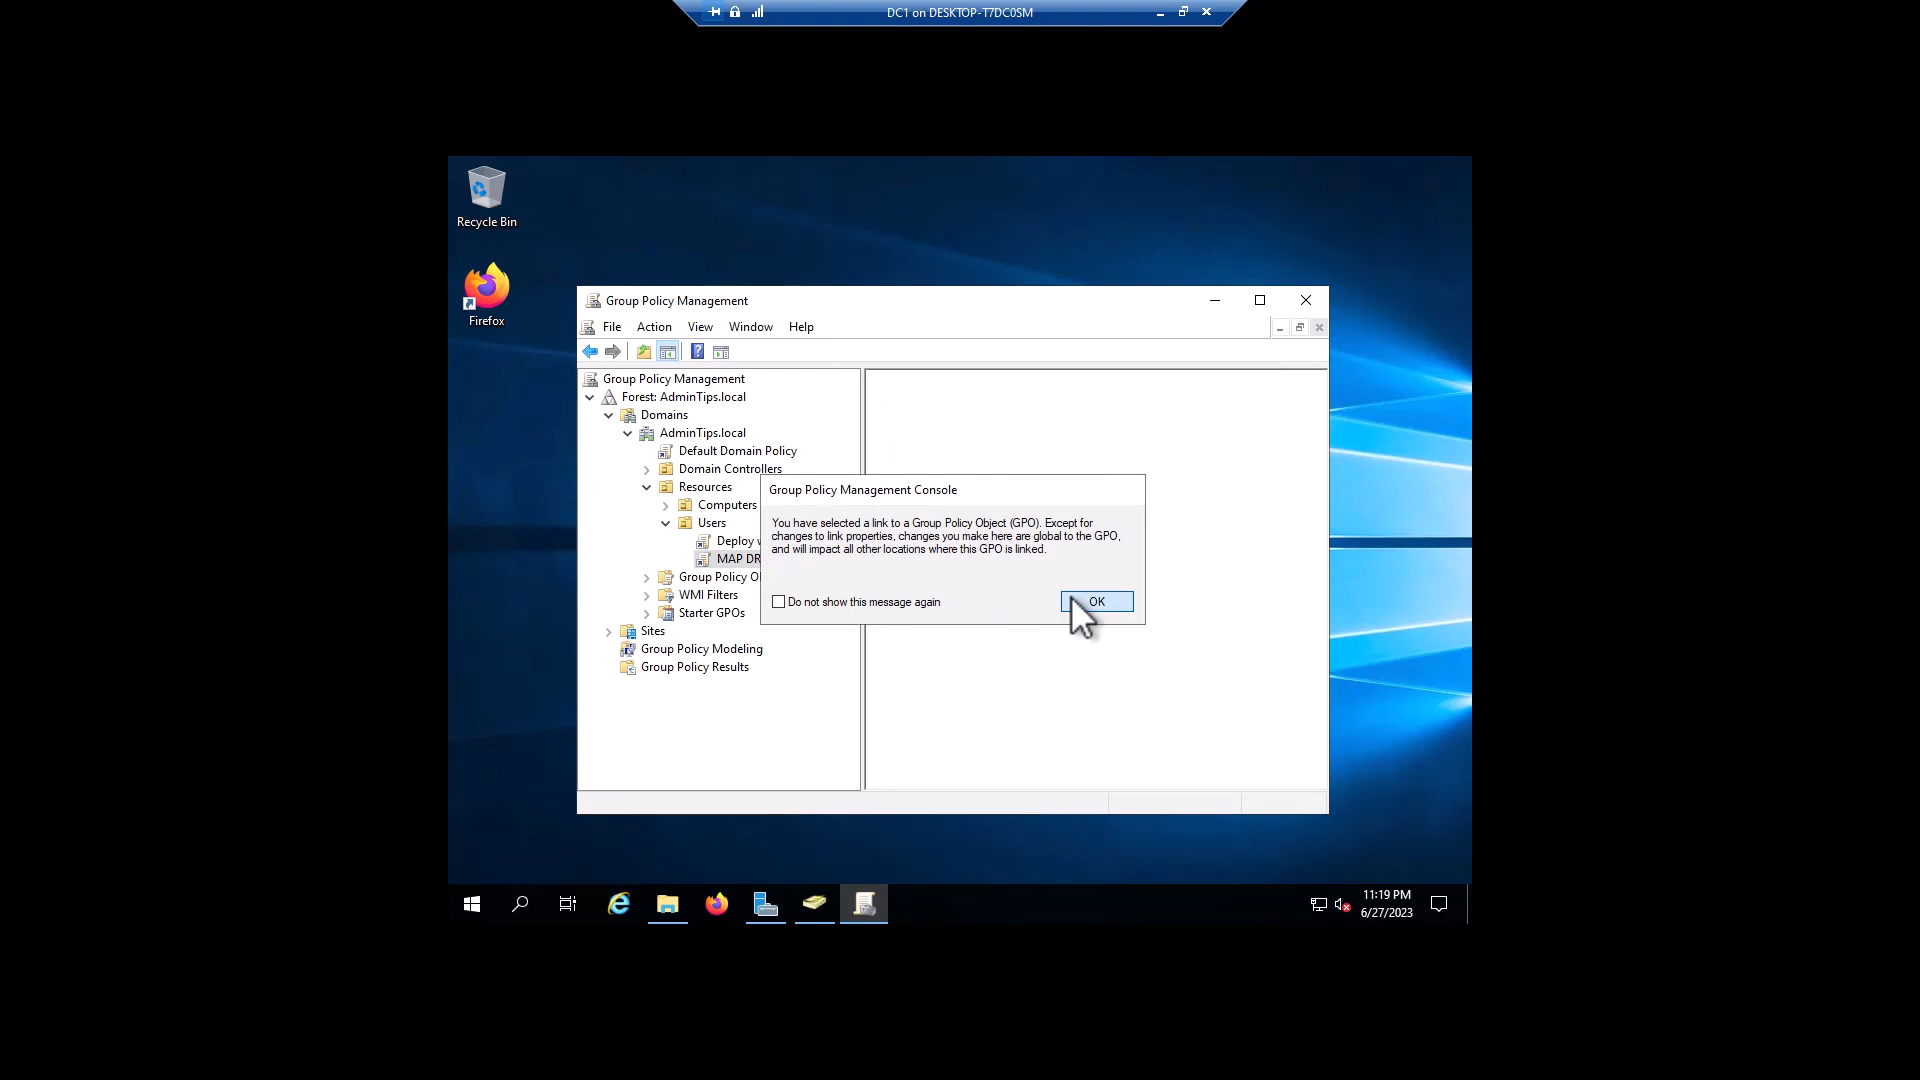 DC1 on DESKTOP-T7DC0SM
Recycle Bin
Firefox
Group Policy Management
File Action View Window Help
Group Policy Management
Forest: AdminTips.local
Domains
AdminTips.local
Default Domain Policy
Domain Controllers
Resources
Computers
Users
Deploy
MAP DR
Group Policy O
WMI Filters
Starter GPOs
Sites
Group Policy Modeling
Group Policy Results
Group Policy Management Console
You have selected a link to a Group Policy Object (GPO). Except for
changes to link properties, changes you make here are global to the GPO,
and will impact all other locations where this GPO is linked.
Do not show this message again
OK
11:19 PM
6/27/2023